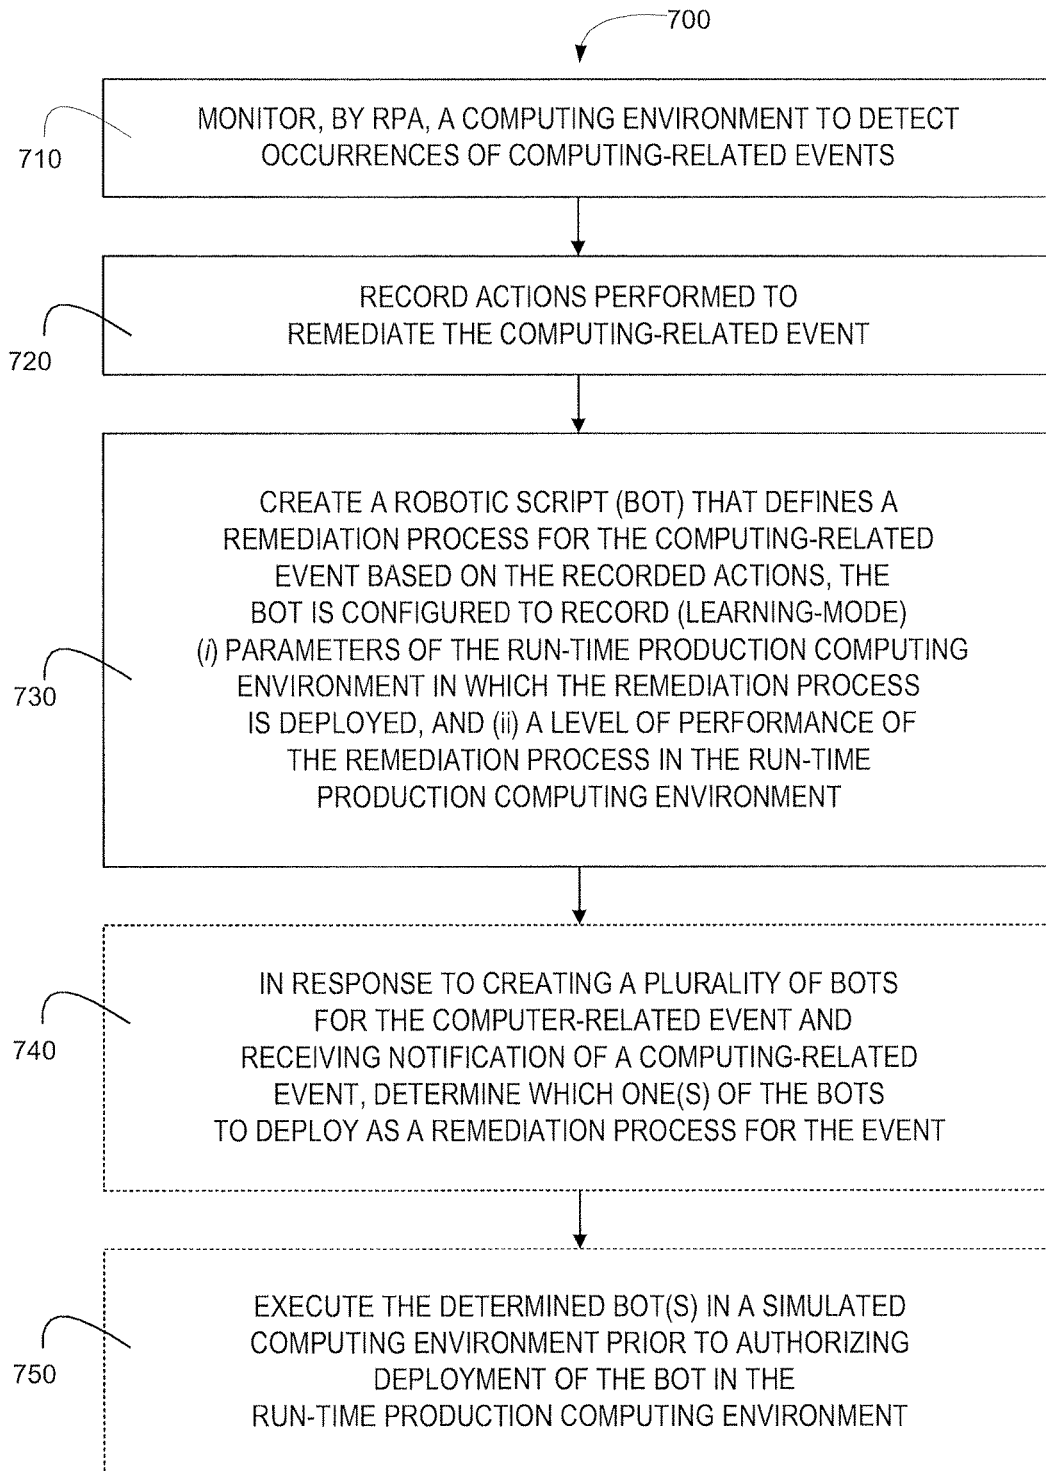 700
710
MONITOR, BY RPA, A COMPUTING ENVIRONMENT TO DETECT
OCCURRENCES OF COMPUTING-RELATED EVENTS
720
RECORD ACTIONS PERFORMED TO
REMEDIATE THE COMPUTING-RELATED EVENT
730
CREATE A ROBOTIC SCRIPT (BOT) THAT DEFINES A
REMEDIATION PROCESS FOR THE COMPUTING-RELATED
EVENT BASED ON THE RECORDED ACTIONS, THE
BOT IS CONFIGURED TO RECORD (LEARNING-MODE)
(i) PARAMETERS OF THE RUN-TIME PRODUCTION COMPUTING
ENVIRONMENT IN WHICH THE REMEDIATION PROCESS
IS DEPLOYED, AND (ii) A LEVEL OF PERFORMANCE OF
THE REMEDIATION PROCESS IN THE RUN-TIME
PRODUCTION COMPUTING ENVIRONMENT
740
IN RESPONSE TO CREATING A PLURALITY OF BOTS
FOR THE COMPUTER-RELATED EVENT AND
RECEIVING NOTIFICATION OF A COMPUTING-RELATED
EVENT, DETERMINE WHICH ONE(S) OF THE BOTS
TO DEPLOY AS A REMEDIATION PROCESS FOR THE EVENT
750
EXECUTE THE DETERMINED BOT(S) IN A SIMULATED
COMPUTING ENVIRONMENT PRIOR TO AUTHORIZING
DEPLOYMENT OF THE BOT IN THE
RUN-TIME PRODUCTION COMPUTING ENVIRONMENT